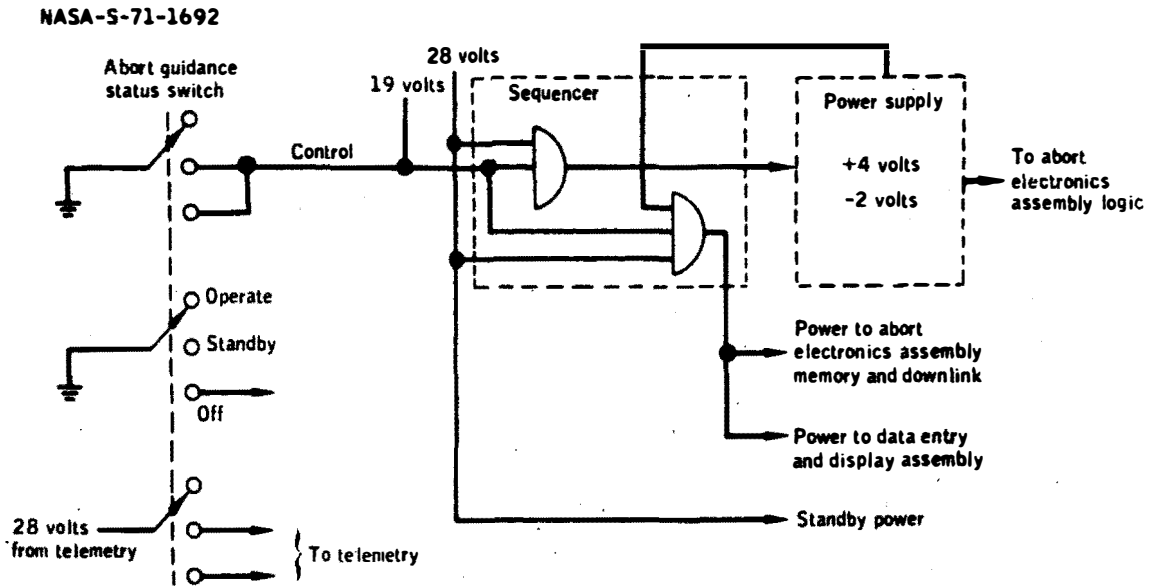 NASA-S-71-1692
Abort guidance
status switch
28 volts
19 volts
Sequencer
Power supply
Control
+4 volts
-2 volts
To abort
electronics
assembly logic
Operate
Standby
Off
Power to abort
electronics assembly
memory and downlink
Power to data entry
and display assembly
Standby power
28 volts
from telemetry
To telemetry